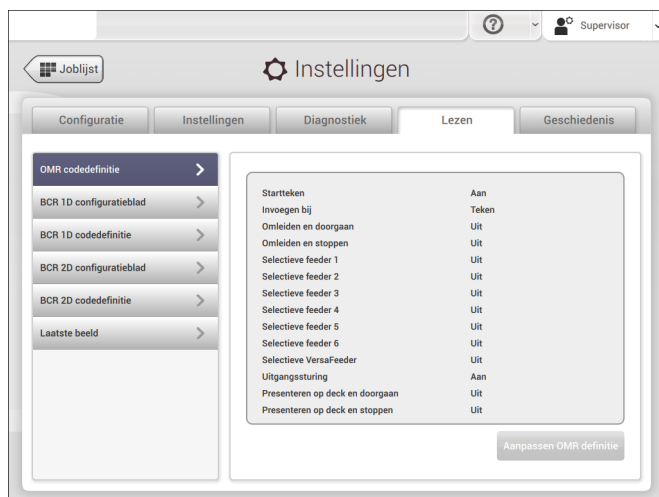 Supervisor
Joblijst
Instellingen
Configuratie Instellingen Diagnostiek Lezen Geschiedenis
OMR codedefinitie
BCR 1D configuratieblad
BCR 1D codedefinitie
BCR 2D configuratieblad
BCR 2D codedefinitie
Laatste beeld
Startteken Aan
Invoegen bij Teken
Omleiden en doorgaan Uit
Omleiden en stoppen Uit
Selectieve feeder 1 Uit
Selectieve feeder 2 Uit
Selectieve feeder 3 Uit
Selectieve feeder 4 Uit
Selectieve feeder 5 Uit
Selectieve feeder 6 Uit
Selectieve VersaFeeder Uit
Uitgangssturing Aan
Presenteren op deck en doorgaan Uit
Presenteren op deck en stoppen Uit
Aanpassen OMR definitie